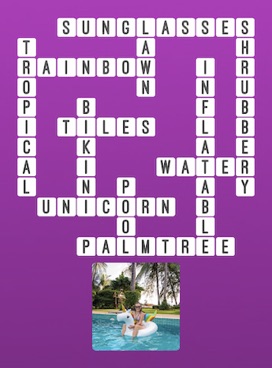 SUNGLASSES
TROPICAL
LAWN
SHRUBBERY
RAINBOW
INFLATABLE
BIKINI
TILES
WATER
POOL
UNICORN
PALMTREE